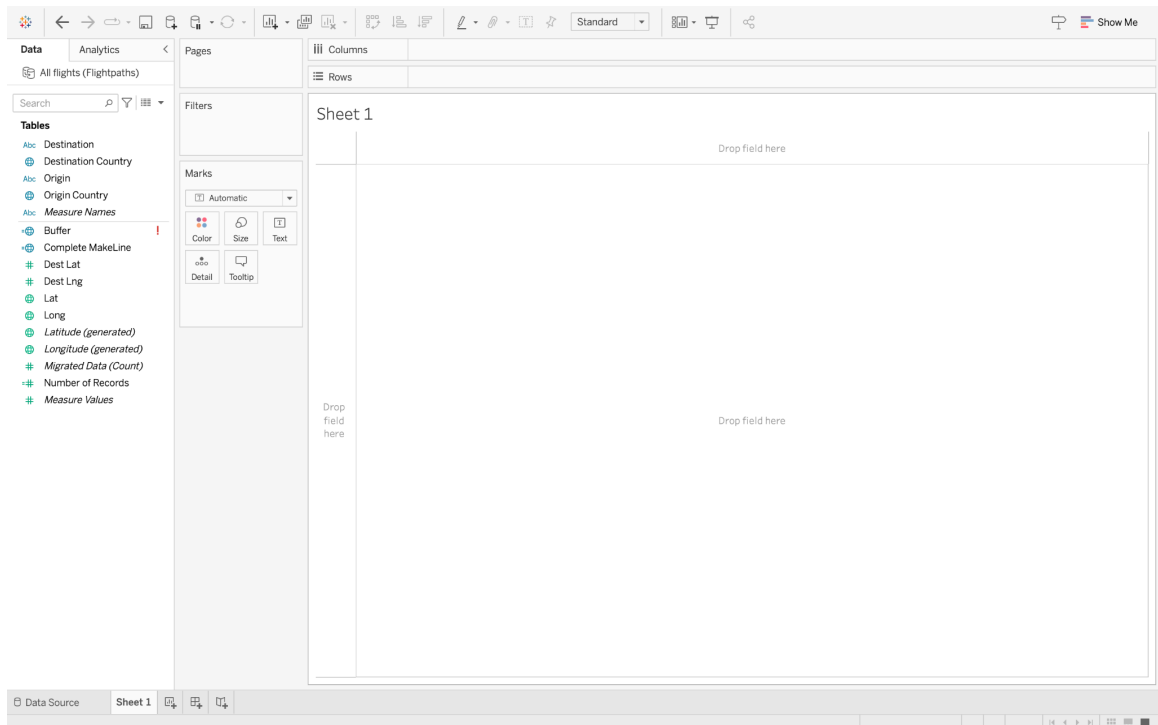 Standard
Show Me
Data
Analytics
All flights (Flightpaths)
Search
Tables
Abc Destination
Destination Country
Abc Origin
Origin Country
Abc Measure Names
Buffer !
Complete MakeLine
# Dest Lat
# Dest Lng
Lat
Long
Latitude (generated)
Longitude (generated)
# Migrated Data (Count)
=# Number of Records
# Measure Values
Pages
Filters
Marks
Automatic
Color
Size
Text
Detail
Tooltip
Columns
Rows
Sheet 1
Drop field here
Drop
field
here
Drop field here
Data Source
Sheet 1